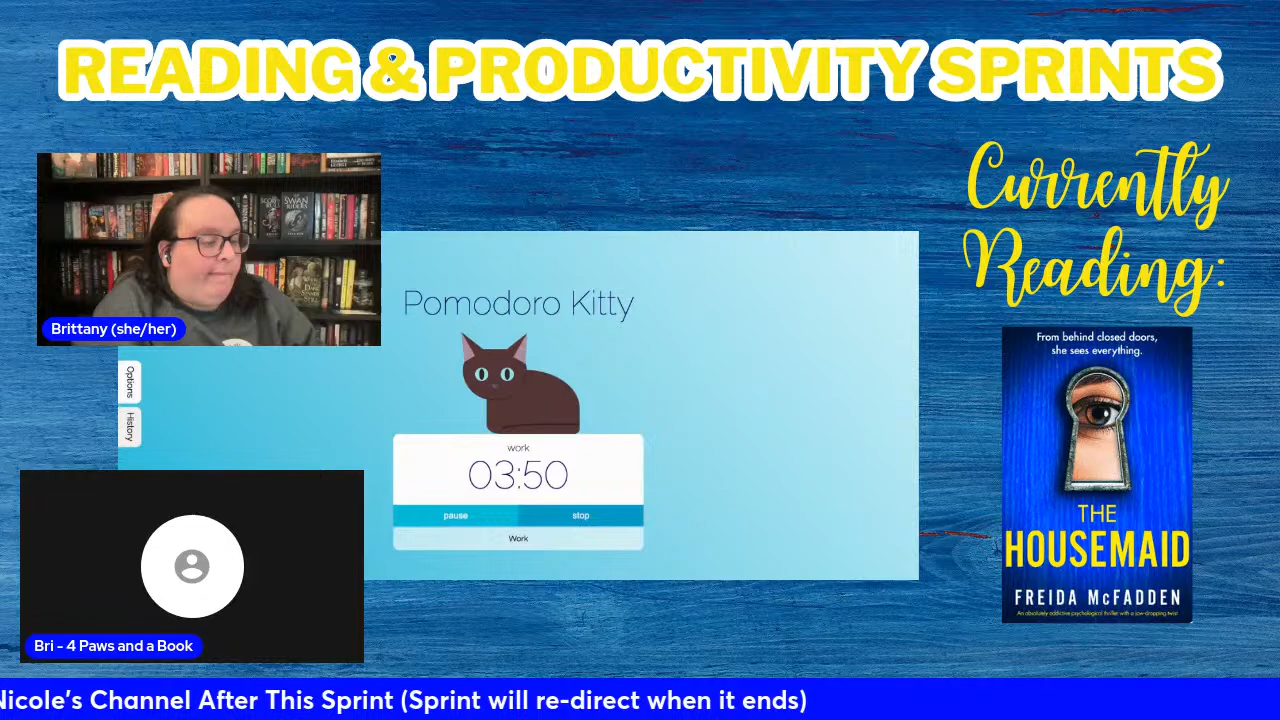 READING & PRODUCTIVITY SPRINTS
Currently
Reading:
SWAN
Brittany (she/her)
Pomodoro Kitty
Options
History
work
03:50
pause
stop
Work
From behind closed doors,
she sees everything.
THE
HOUSEMAID
FREIDA McFADDEN
An absolutely addictive psychological thriller with a jaw-dropping twist
Bri - 4 Paws and a Book
Nicole's Channel After This Sprint (Sprint will re-direct when it ends)